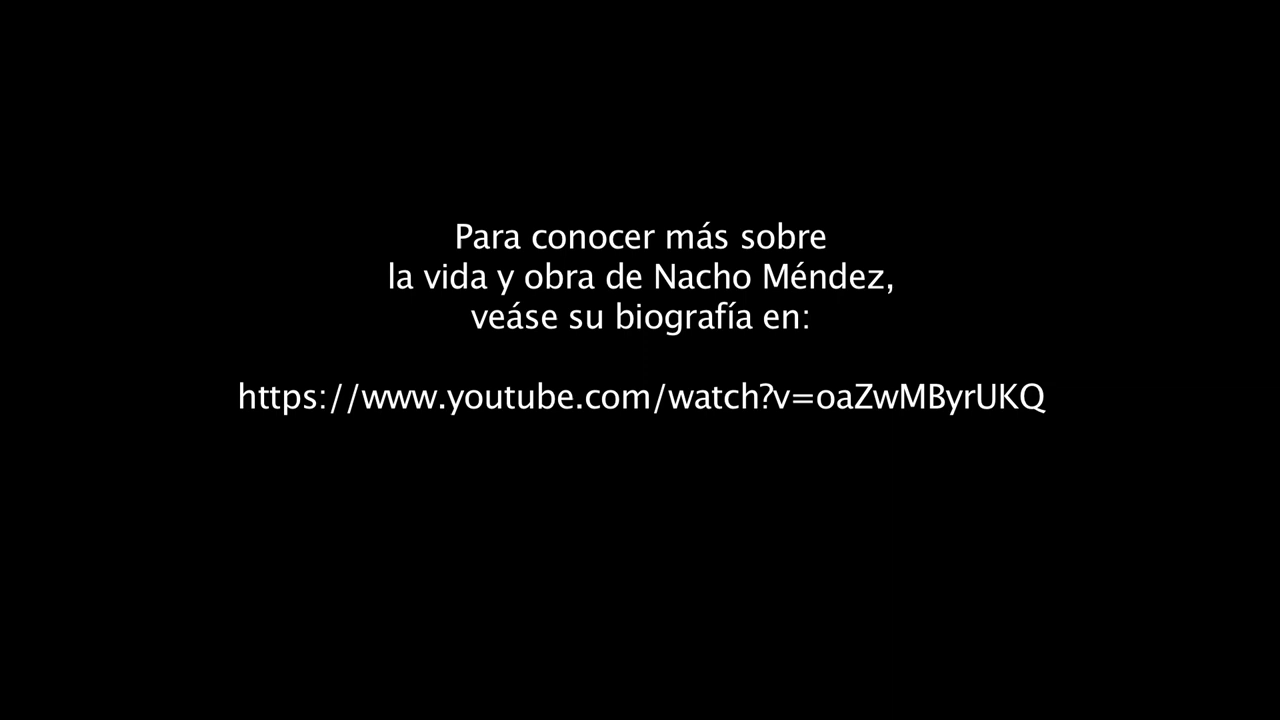 Para conocer más sobre
la vida y obra de Nacho Méndez,
veáse su biografía en:
https://www.youtube.com/watch?v=oaZwMByrUKQ